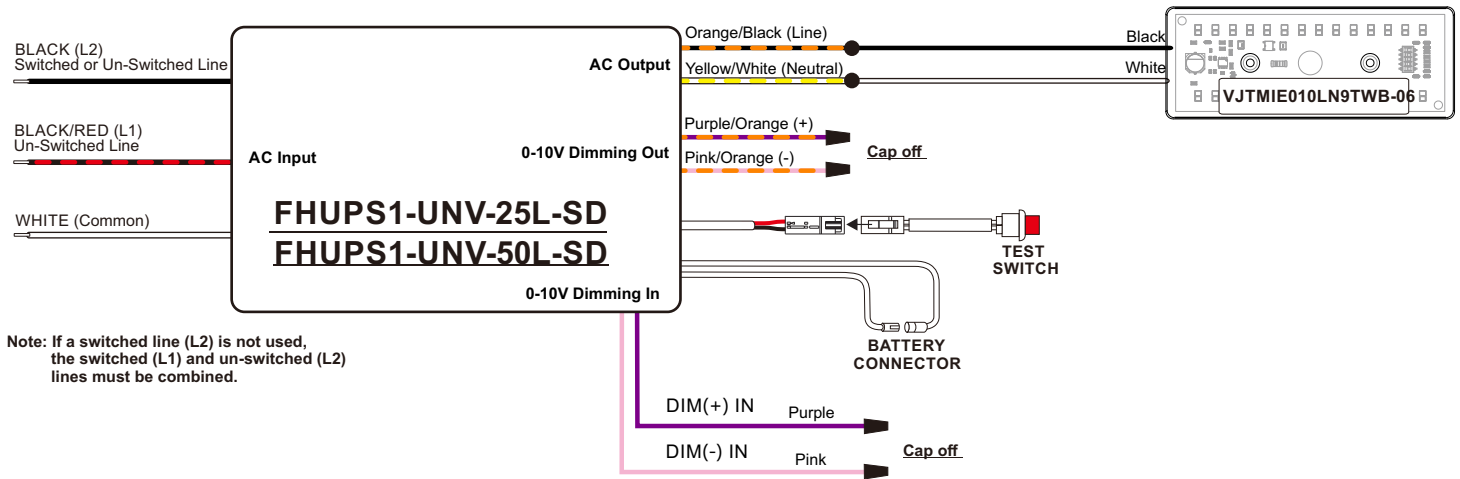 BLACK (L2)
Switched or Un-Switched Line
BLACK/RED (L1)
Un-Switched Line
WHITE (Common)
AC Input
AC Output
0-10V Dimming Out
FHUPS1-UNV-25L-SD
FHUPS1-UNV-50L-SD
0-10V Dimming In
Orange/Black (Line)
Yellow/White (Neutral)
Purple/Orange (+)
Pink/Orange (-)
Cap off
Black
White
VJTMIE010LN9TWB-06
TEST
SWITCH
BATTERY
CONNECTOR
Note: If a switched line (L2) is not used,
the switched (L1) and un-switched (L2)
lines must be combined.
DIM(+) IN
Purple
DIM(-) IN
Pink
Cap off